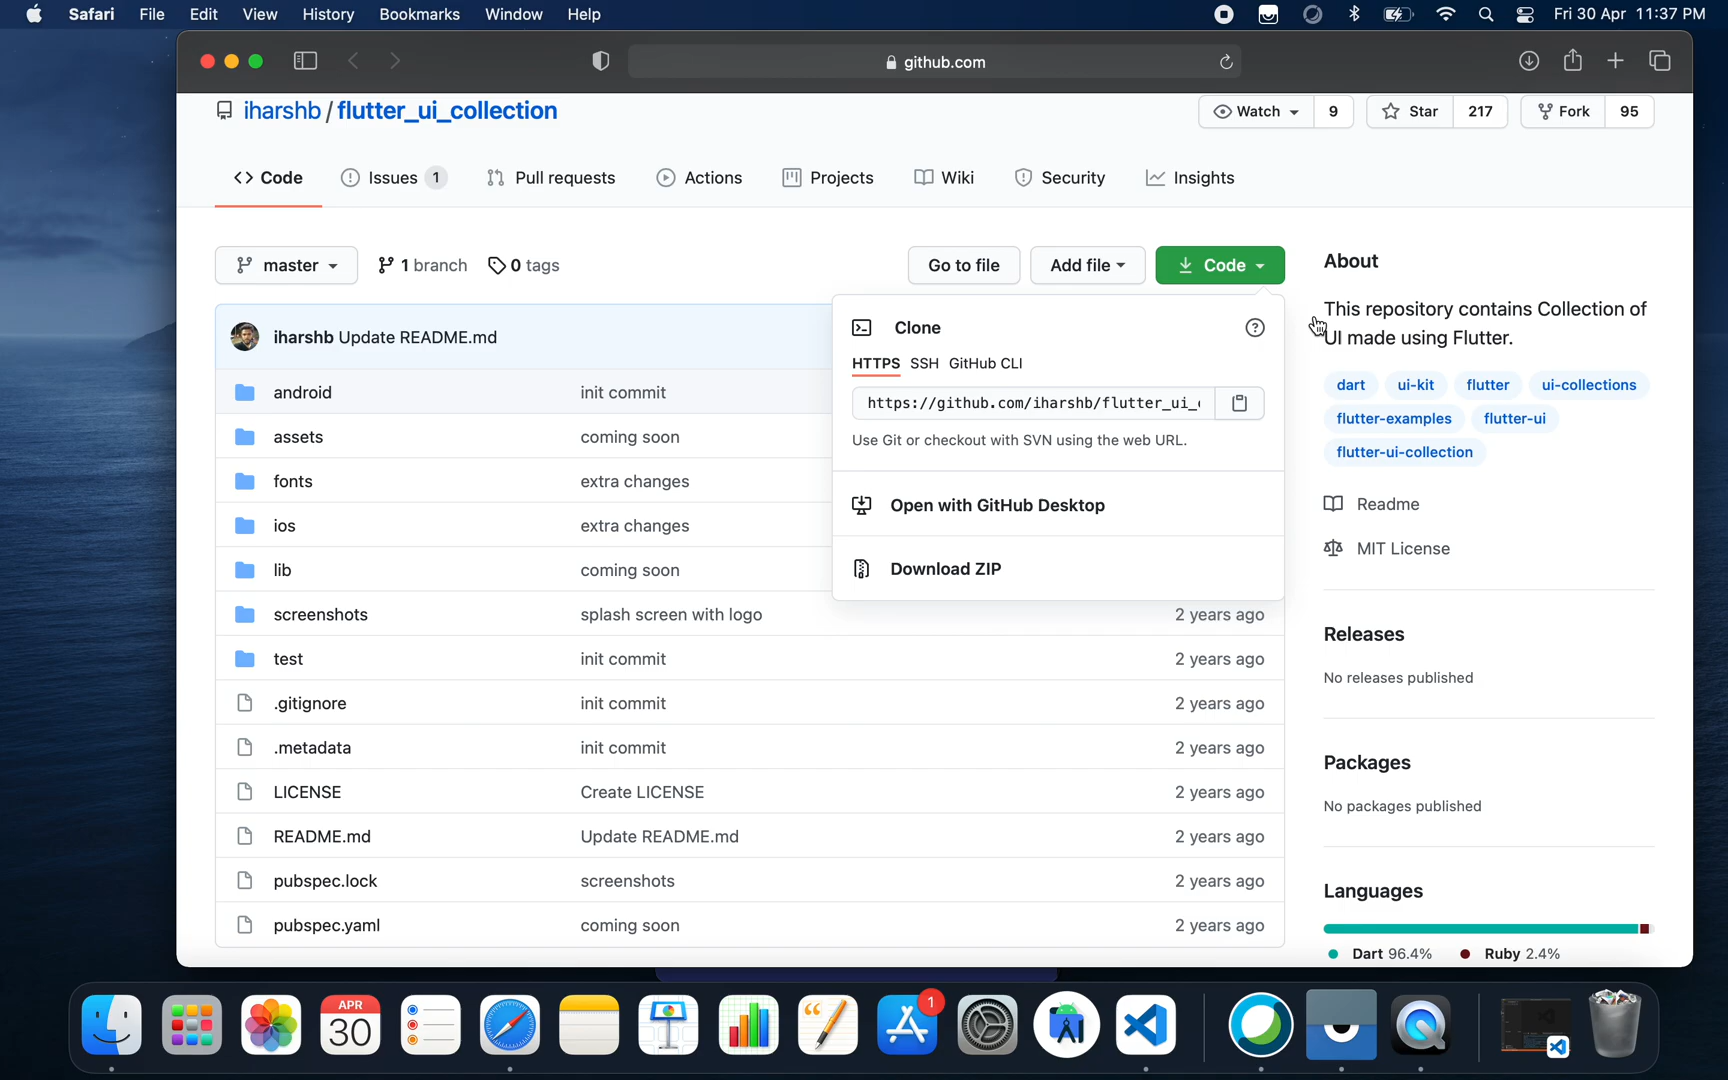 Safari File Edit View History Bookmarks Window Help Fri 30 Apr 11:37 PM
github.com
iharshb / flutter_ui_collection Watch 9 Star 217 Fork 95
<> Code Issues 1 Pull requests Actions Projects Wiki Security Insights
master 1 branch 0 tags Go to file Add file Code
iharshb Update README.md
android init commit
assets coming soon
fonts extra changes
ios extra changes
lib coming soon
screenshots splash screen with logo 2 years ago
test init commit 2 years ago
.gitignore init commit 2 years ago
.metadata init commit 2 years ago
LICENSE Create LICENSE 2 years ago
README.md Update README.md 2 years ago
pubspec.lock screenshots 2 years ago
pubspec.yaml coming soon 2 years ago
Clone
HTTPS SSH GitHub CLI
https://github.com/iharshb/flutter_ui_
Use Git or checkout with SVN using the web URL.
Open with GitHub Desktop
Download ZIP
About
This repository contains Collection of
UI made using Flutter.
dart ui-kit flutter ui-collections
flutter-examples flutter-ui
flutter-ui-collection
Readme
MIT License
Releases
No releases published
Packages
No packages published
Languages
Dart 96.4% Ruby 2.4%
APR
30
1